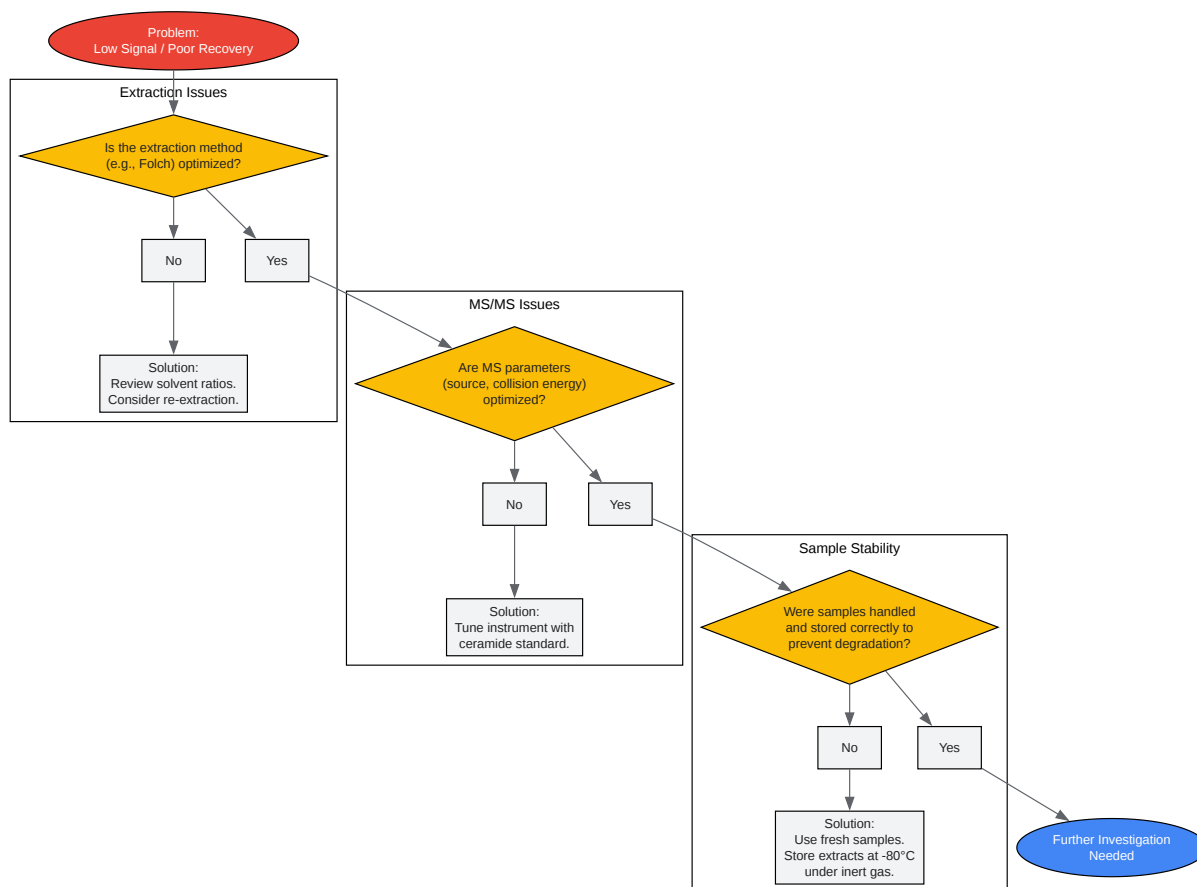 Problem:
Low Signal / Poor Recovery
Extraction Issues
Is the extraction method
(e.g., Folch) optimized?
No
Yes
Solution:
Review solvent ratios.
Consider re-extraction.
MS/MS Issues
Are MS parameters
(source, collision energy)
optimized?
No
Yes
Solution:
Tune instrument with
ceramide standard.
Sample Stability
Were samples handled
and stored correctly to
prevent degradation?
No
Yes
Solution:
Use fresh samples.
Store extracts at -80°C
under inert gas.
Further Investigation
Needed